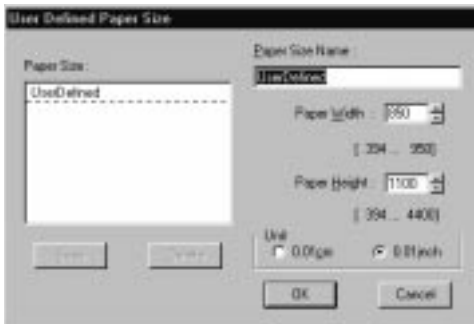 User Defined Paper Size
Paper Size :
UserDefined
Paper Size Name :
UserDefined
Paper Width : 850
[ 394 ... 950]
Paper Height : 1100
[ 394 ... 4400]
Unit
0.01cm
0.01inch
Delete
OK
Cancel